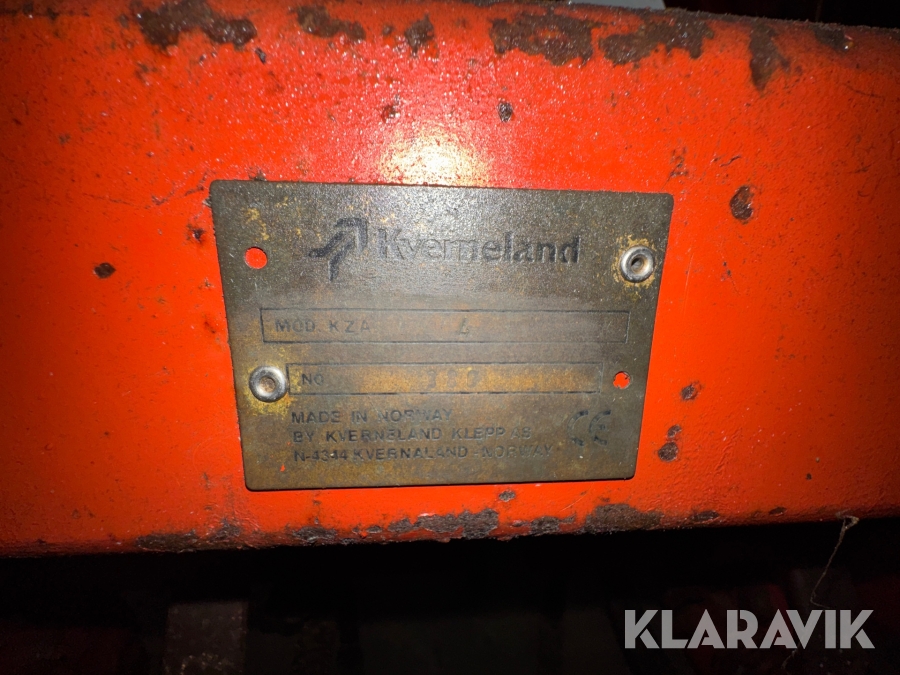 Kverneland
MOD. KZA 4
NO.
MADE IN NORWAY
BY KVERNELAND KLEPP AS
N-4344 KVERNALAND - NORWAY
CE
KLARAVIK